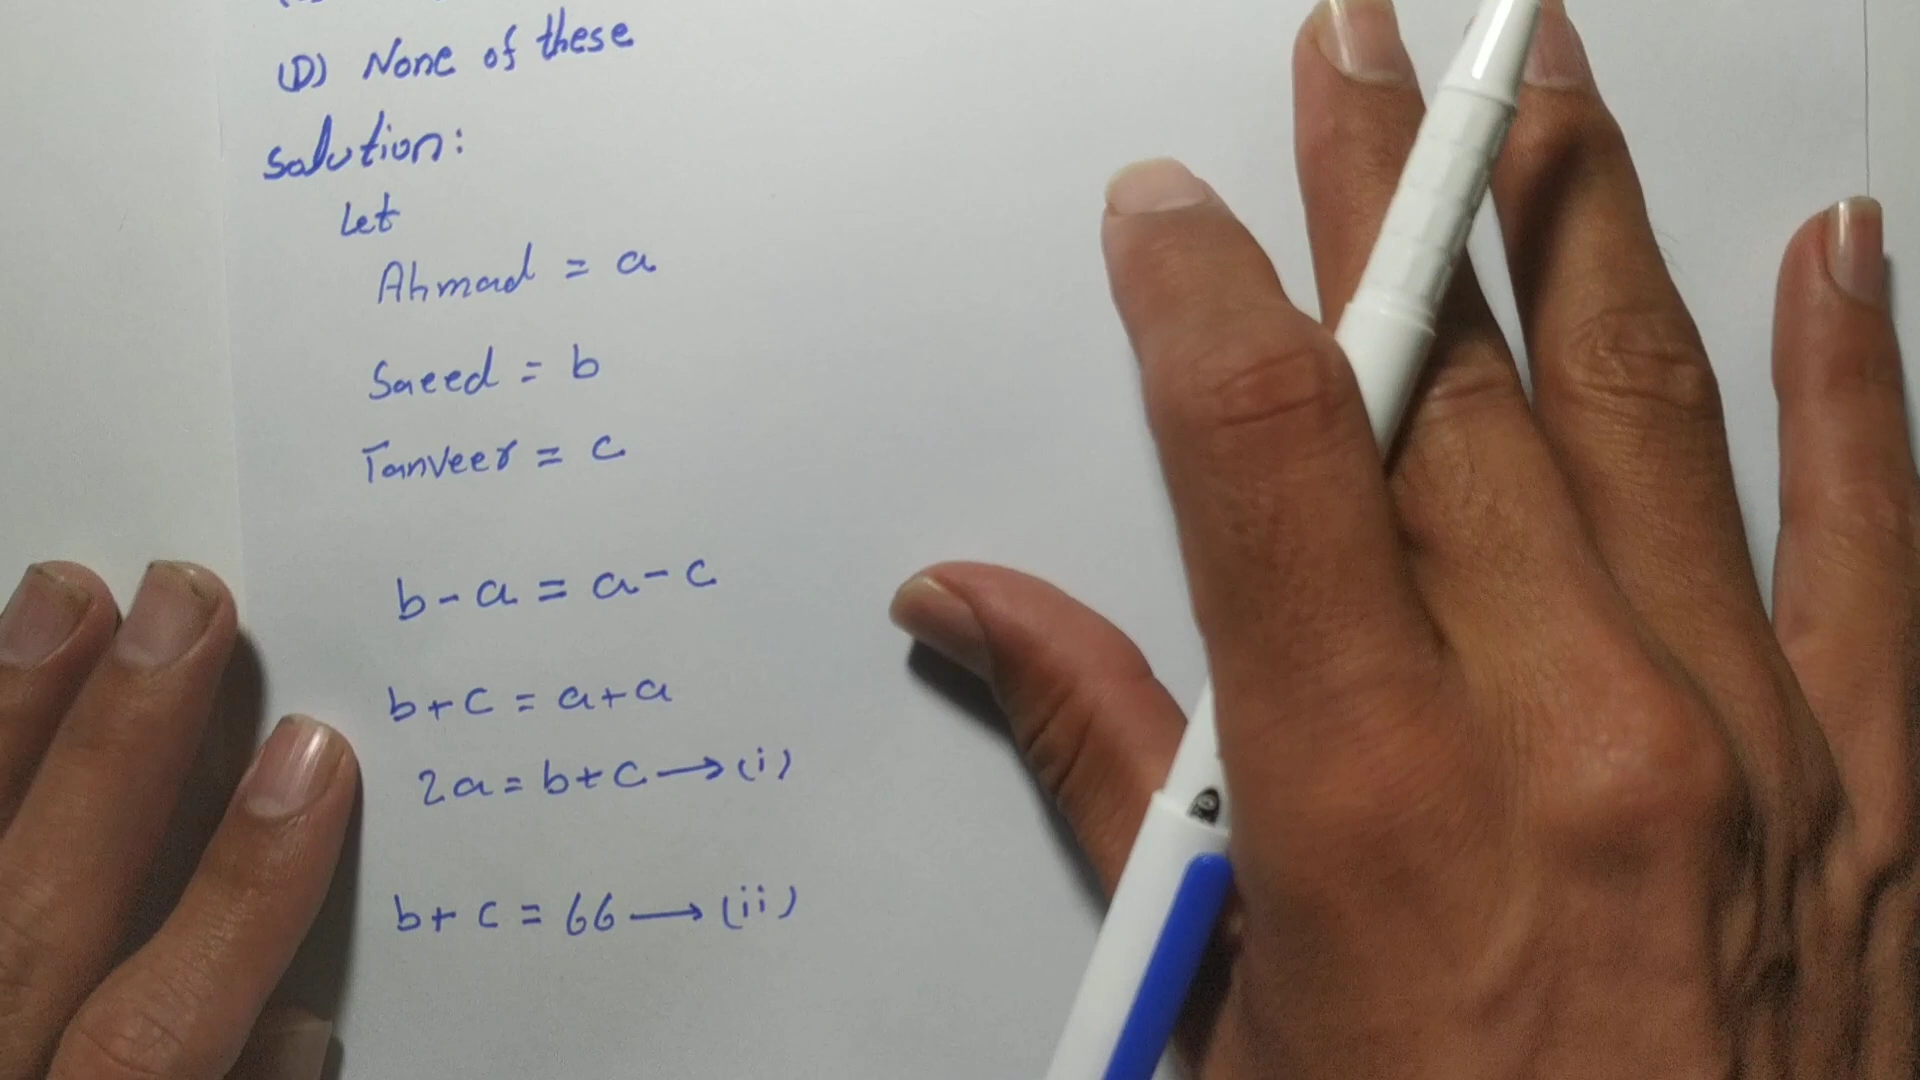 (D) None of these
Solution:
Let
Ahmad = a
Saeed = b
Tanveer = c
b - a = a - c
b + c = a + a
2a = b + c → (i)
b + c = 66 → (ii)